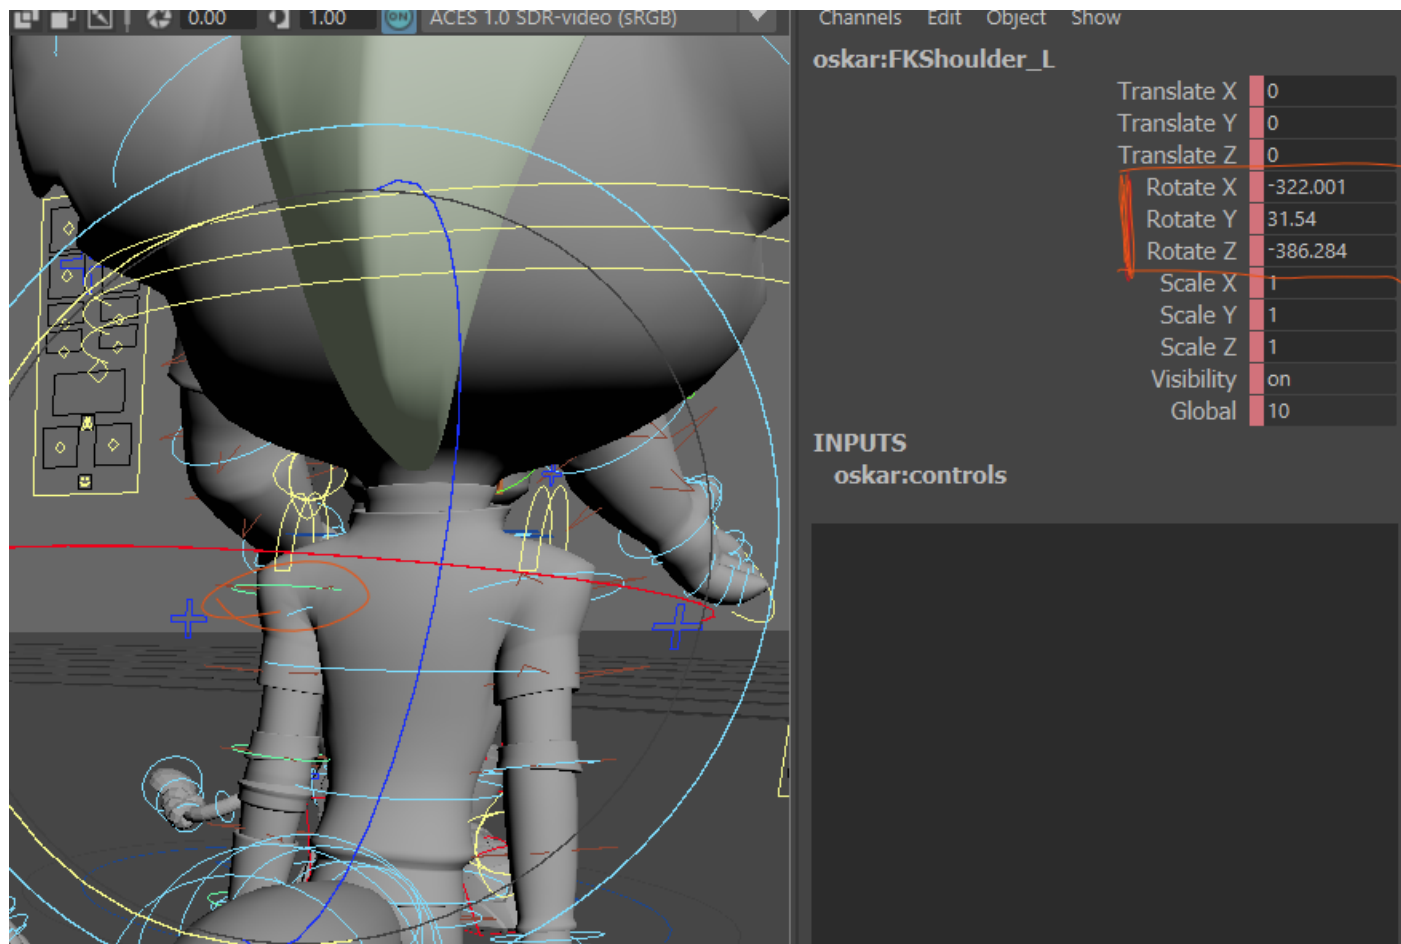 0.00 1.00 ON ACES 1.0 SDR-video (sRGB)
Channels Edit Object Show
oskar:FKShoulder_L
Translate X 0
Translate Y 0
Translate Z 0
Rotate X -322.001
Rotate Y 31.54
Rotate Z -386.284
Scale X 1
Scale Y 1
Scale Z 1
Visibility on
Global 10
INPUTS
oskar:controls